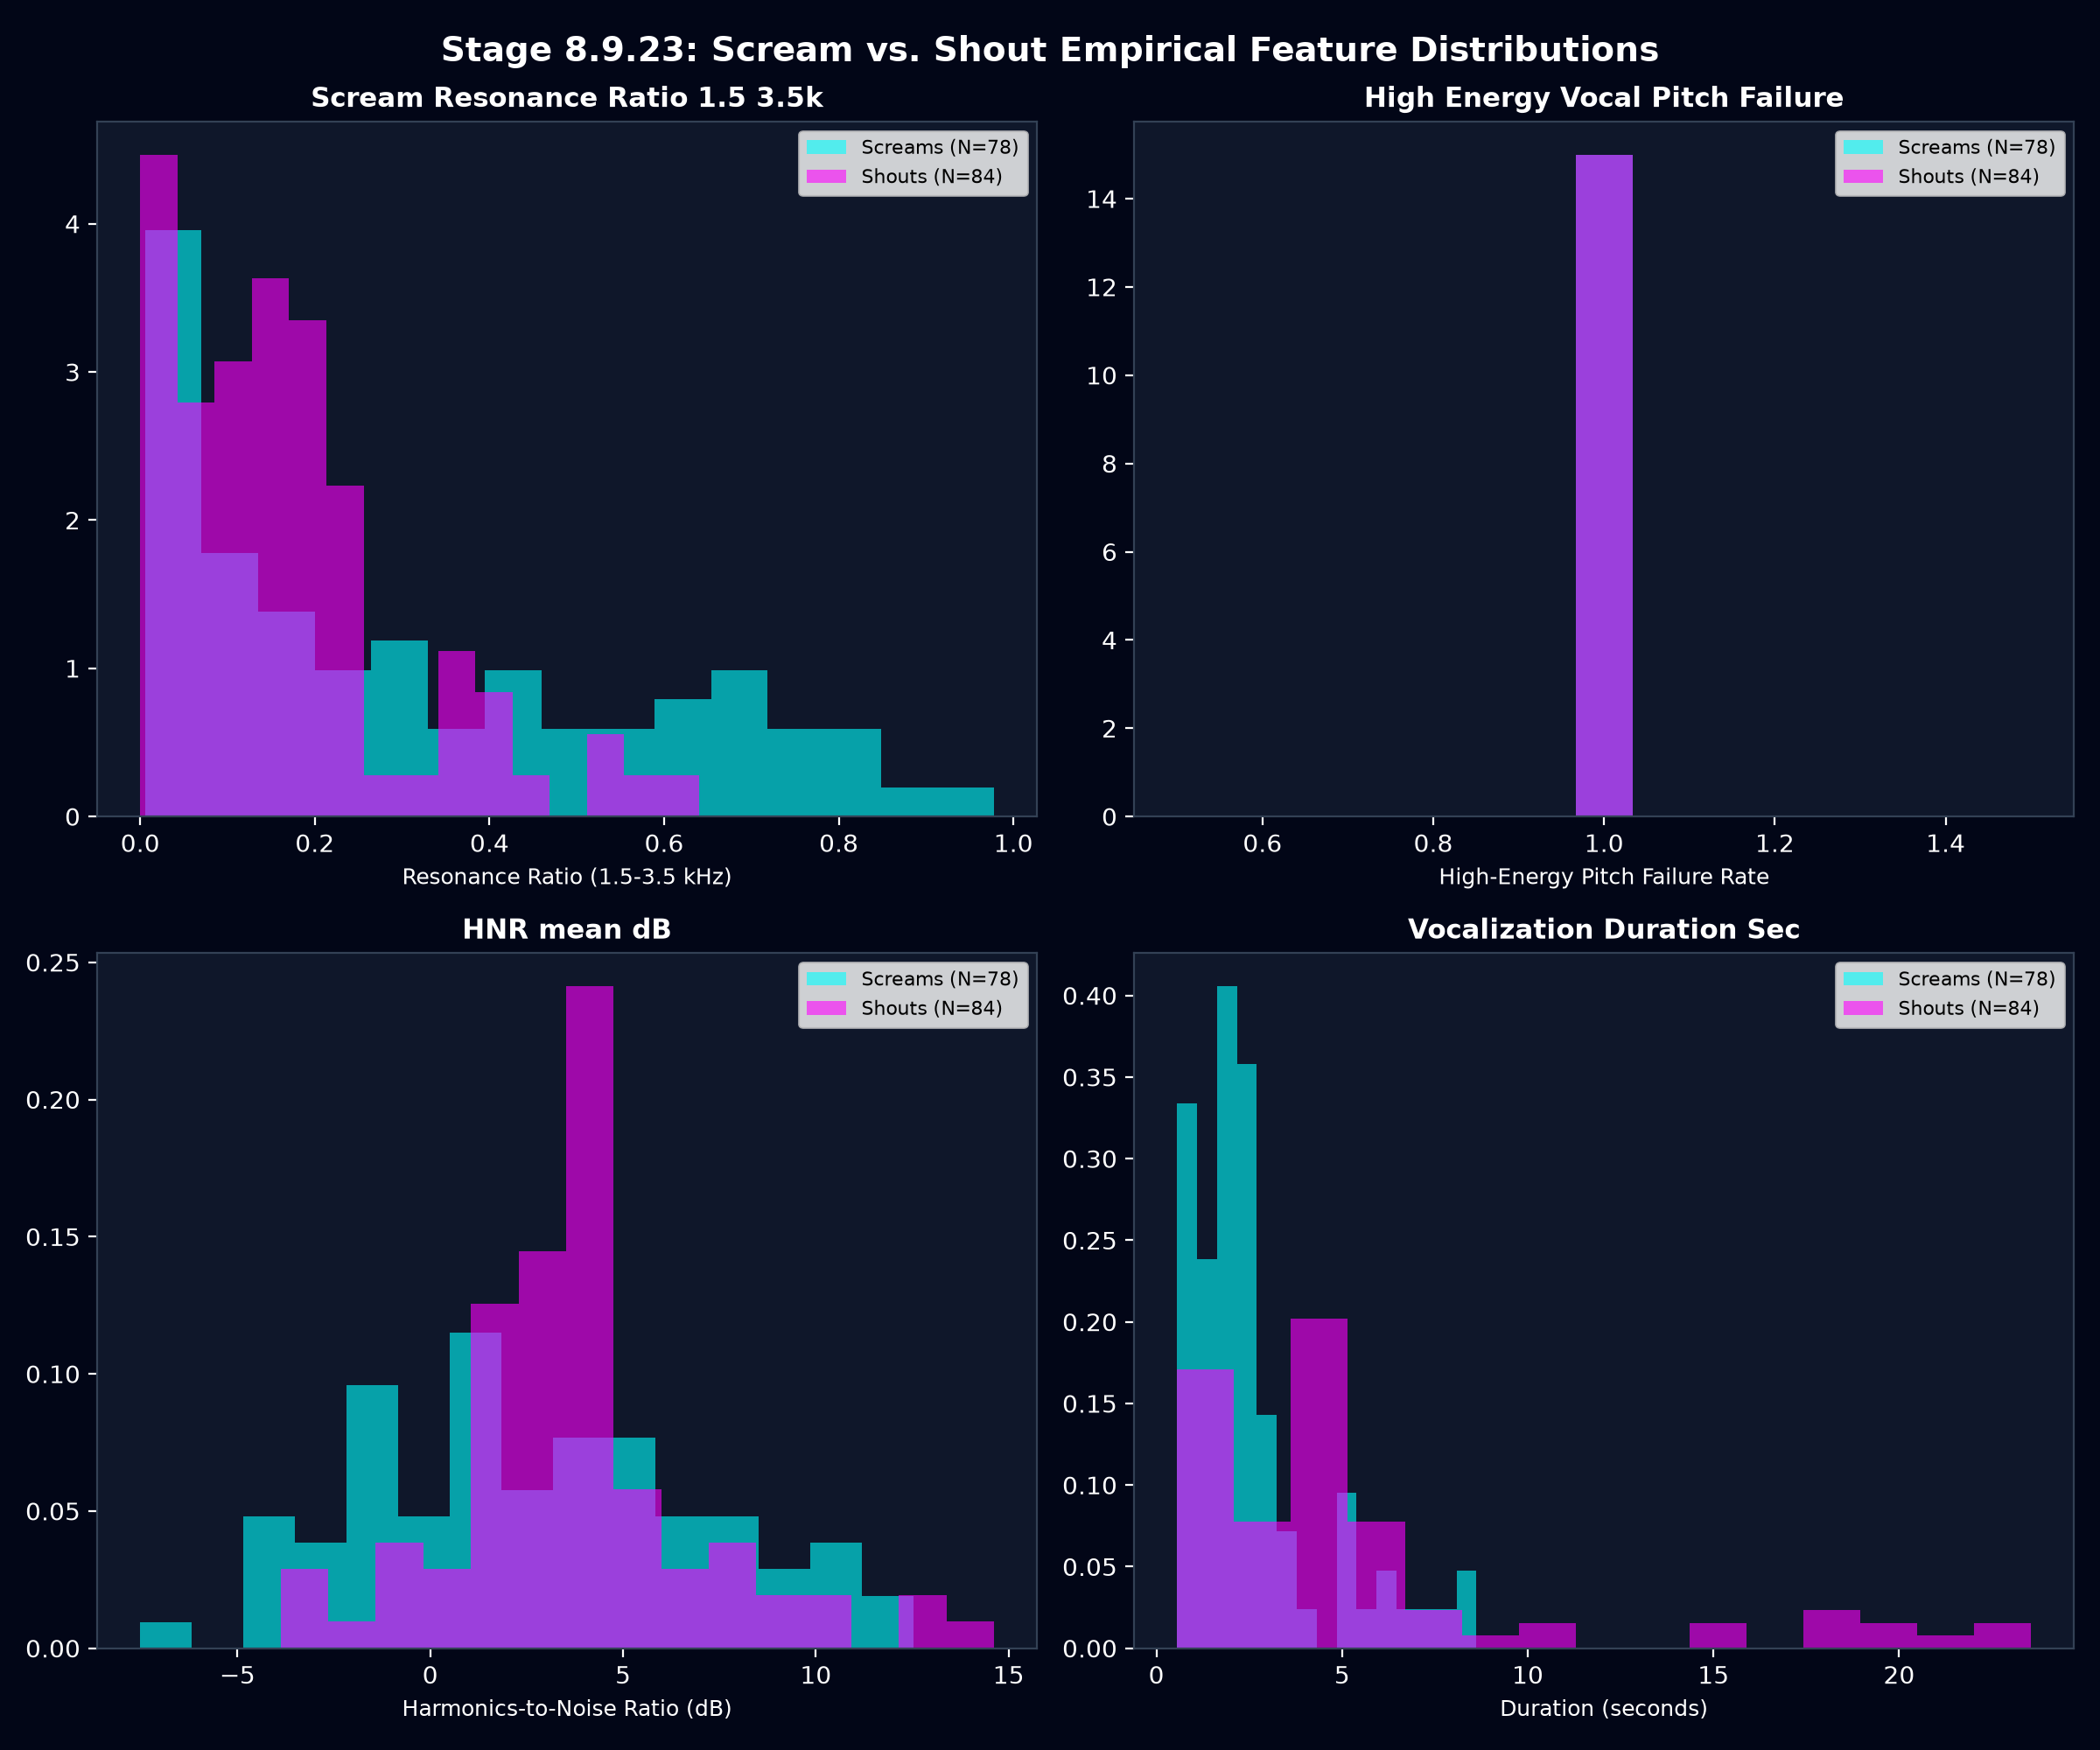 Stage 8.9.23: Scream vs. Shout Empirical Feature Distributions
Scream Resonance Ratio 1.5 3.5k
Screams (N=78)
Shouts (N=84)
4
3
2
1
0
0.0 0.2 0.4 0.6 0.8 1.0
Resonance Ratio (1.5-3.5 kHz)
High Energy Vocal Pitch Failure
Screams (N=78)
Shouts (N=84)
14
12
10
8
6
4
2
0
0.6 0.8 1.0 1.2 1.4
High-Energy Pitch Failure Rate
HNR mean dB
Screams (N=78)
Shouts (N=84)
0.25
0.20
0.15
0.10
0.05
0.00
−5 0 5 10 15
Harmonics-to-Noise Ratio (dB)
Vocalization Duration Sec
Screams (N=78)
Shouts (N=84)
0.40
0.35
0.30
0.25
0.20
0.15
0.10
0.05
0.00
0 5 10 15 20
Duration (seconds)